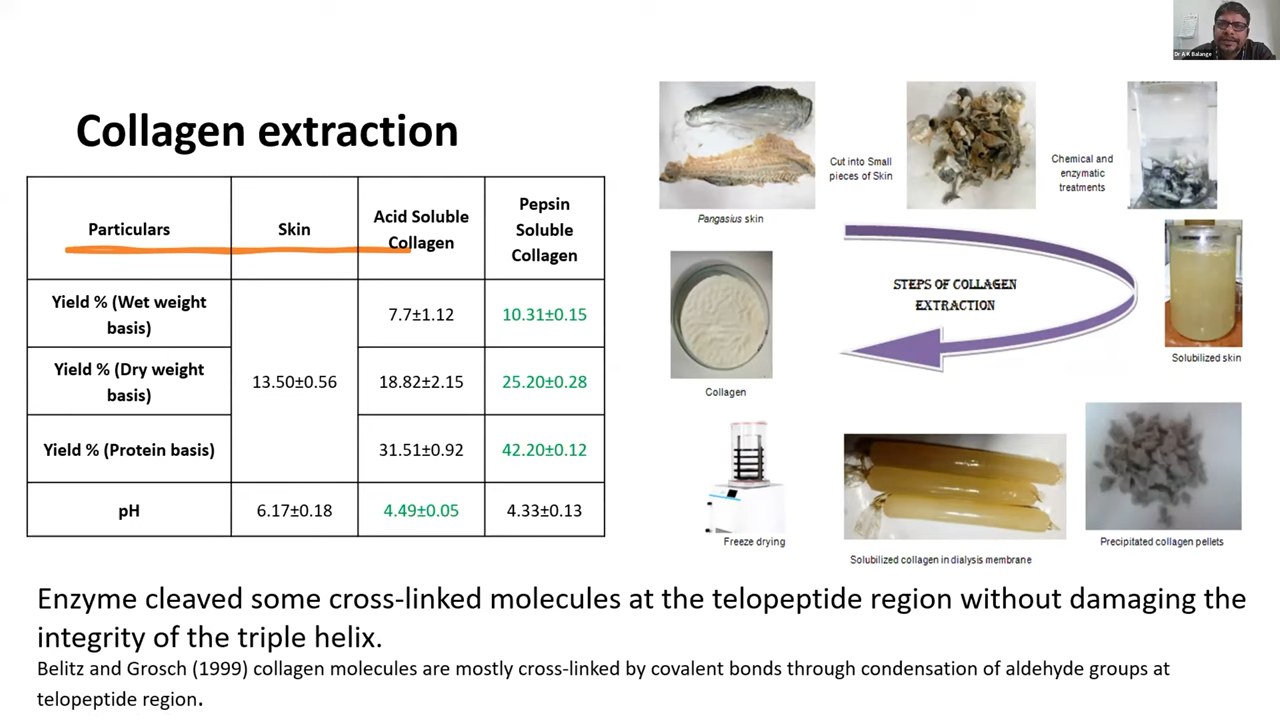 Dr A K Balange
Collagen extraction
Particulars
Skin
Acid Soluble
Collagen
Pepsin
Soluble
Collagen
Yield % (Wet weight
basis)
13.50±0.56
7.7±1.12
10.31±0.15
Yield % (Dry weight
basis)
18.82±2.15
25.20±0.28
Yield % (Protein basis)
31.51±0.92
42.20±0.12
pH
6.17±0.18
4.49±0.05
4.33±0.13
Pangasius skin
Cut into Small
pieces of Skin
Chemical and
enzymatic
treatments
STEPS OF COLLAGEN
EXTRACTION
Solubilized skin
Collagen
Freeze drying
Solubilized collagen in dialysis membrane
Precipitated collagen pellets
Enzyme cleaved some cross-linked molecules at the telopeptide region without damaging the
integrity of the triple helix.
Belitz and Grosch (1999) collagen molecules are mostly cross-linked by covalent bonds through condensation of aldehyde groups at
telopeptide region.